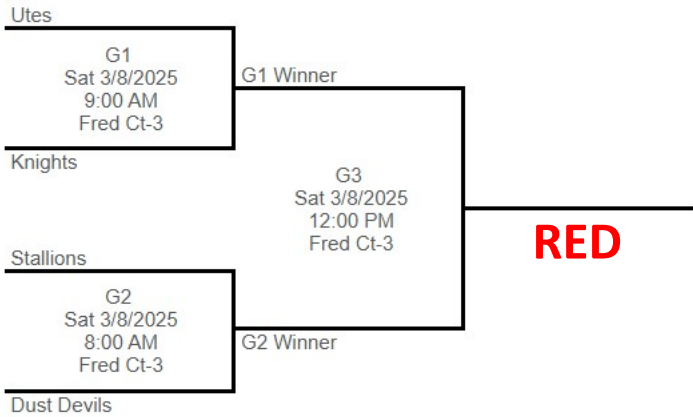 Utes
G1
Sat 3/8/2025
9:00 AM
Fred Ct-3
G1 Winner
Knights
G3
Sat 3/8/2025
12:00 PM
Fred Ct-3
RED
Stallions
G2
Sat 3/8/2025
8:00 AM
Fred Ct-3
G2 Winner
Dust Devils